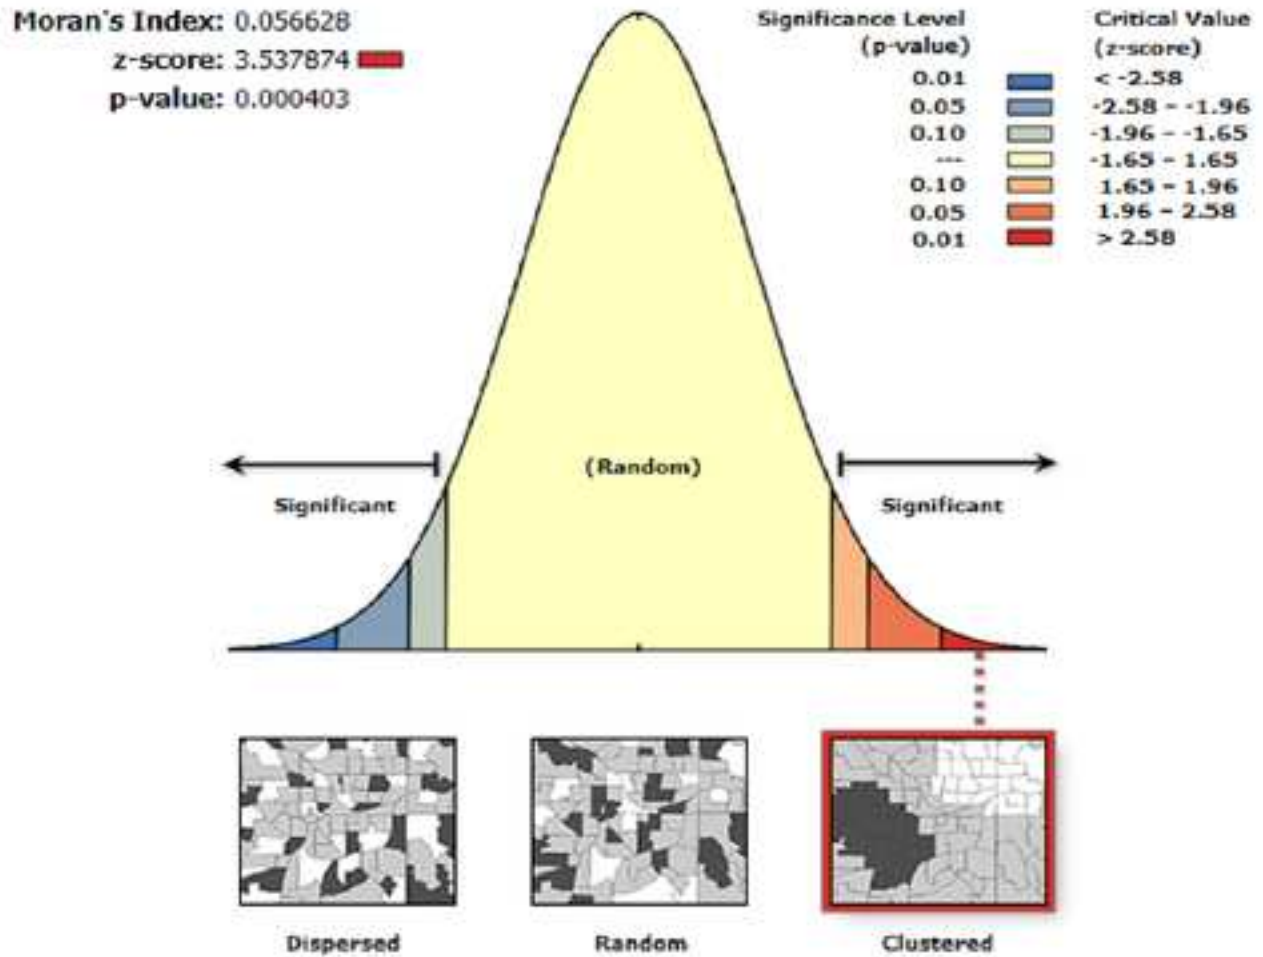 Moran's Index: 0.056628
z-score: 3.537874
p-value: 0.000403
Significance Level
(p-value)
Critical Value
(z-score)
0.01 < -2.58
0.05 -2.58 - -1.96
0.10 -1.96 - -1.65
--- -1.65 - 1.65
0.10 1.65 - 1.96
0.05 1.96 - 2.58
0.01 > 2.58
(Random)
Significant
Significant
Dispersed
Random
Clustered